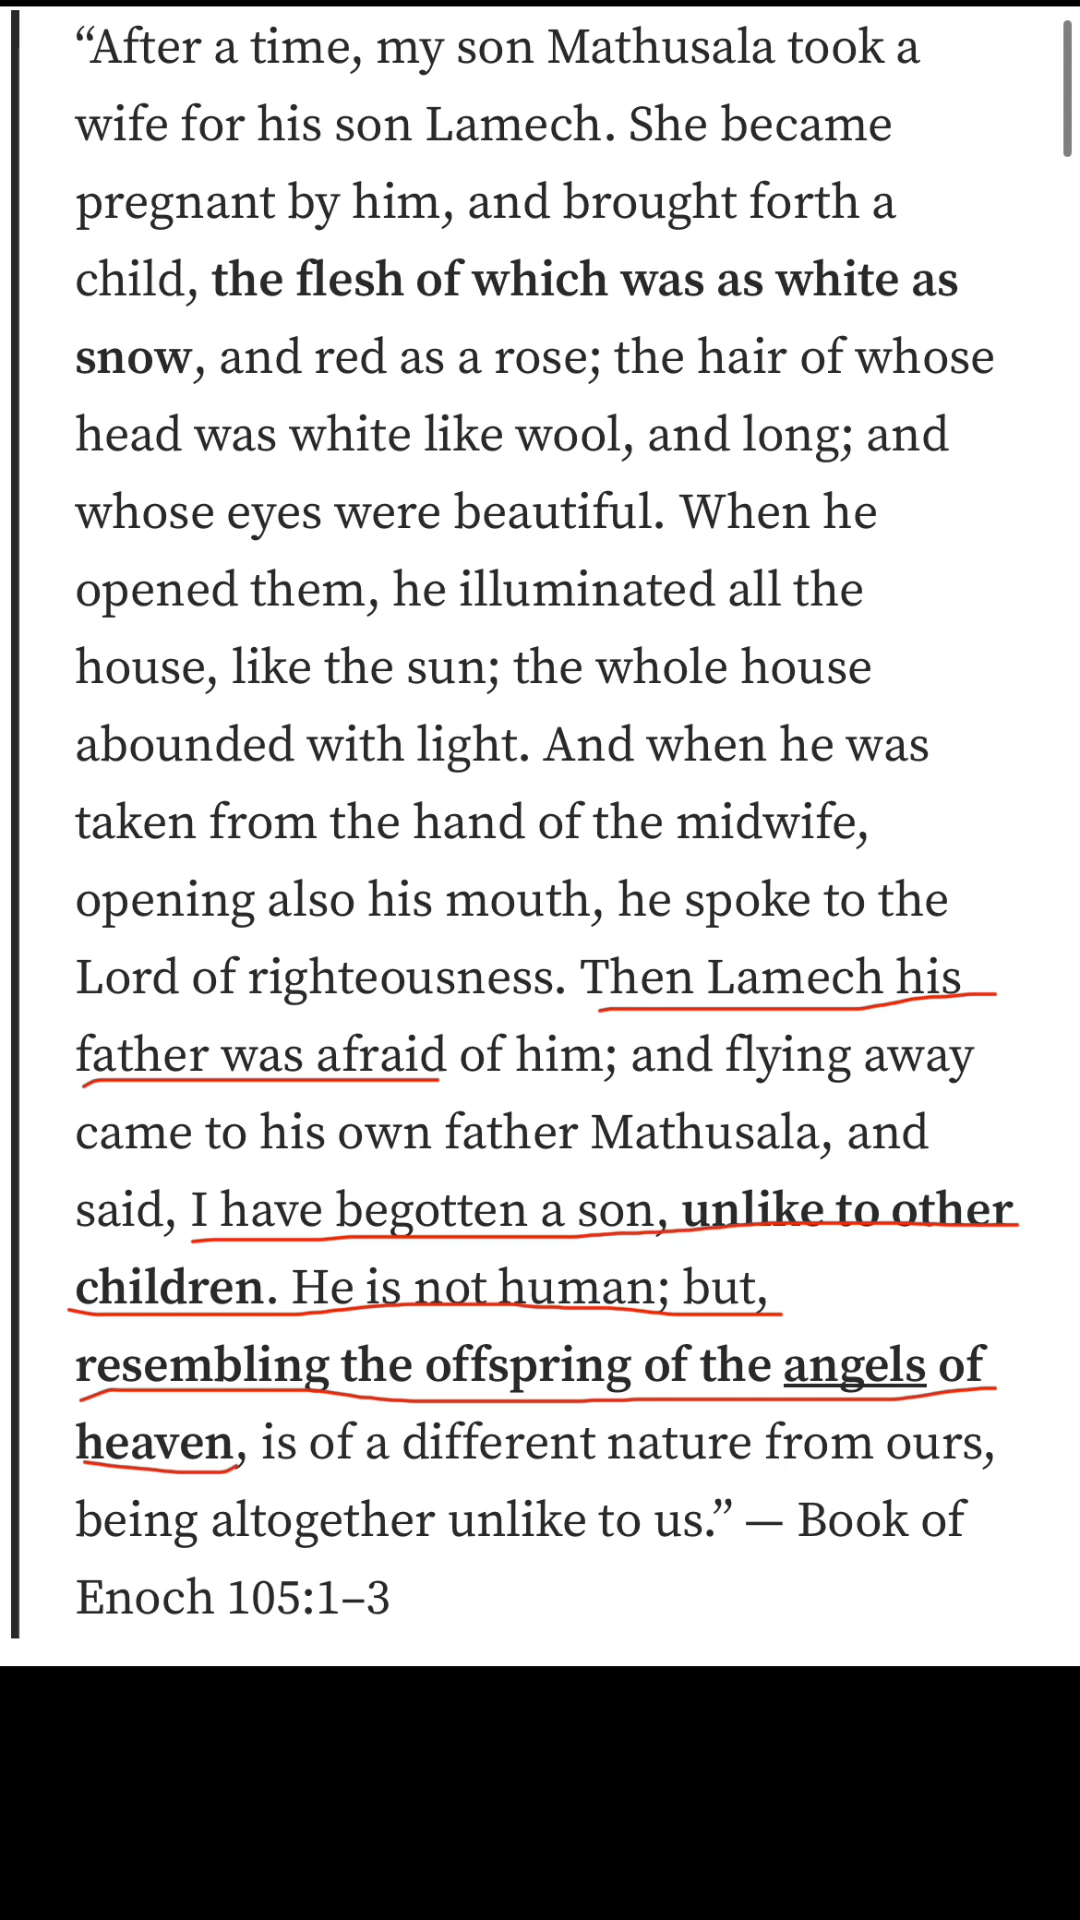 “After a time, my son Mathusala took a
wife for his son Lamech. She became
pregnant by him, and brought forth a
child, the flesh of which was as white as
snow, and red as a rose; the hair of whose
head was white like wool, and long; and
whose eyes were beautiful. When he
opened them, he illuminated all the
house, like the sun; the whole house
abounded with light. And when he was
taken from the hand of the midwife,
opening also his mouth, he spoke to the
Lord of righteousness. Then Lamech his
father was afraid of him; and flying away
came to his own father Mathusala, and
said, I have begotten a son, unlike to other
children. He is not human; but,
resembling the offspring of the angels of
heaven, is of a different nature from ours,
being altogether unlike to us.” — Book of
Enoch 105:1–3